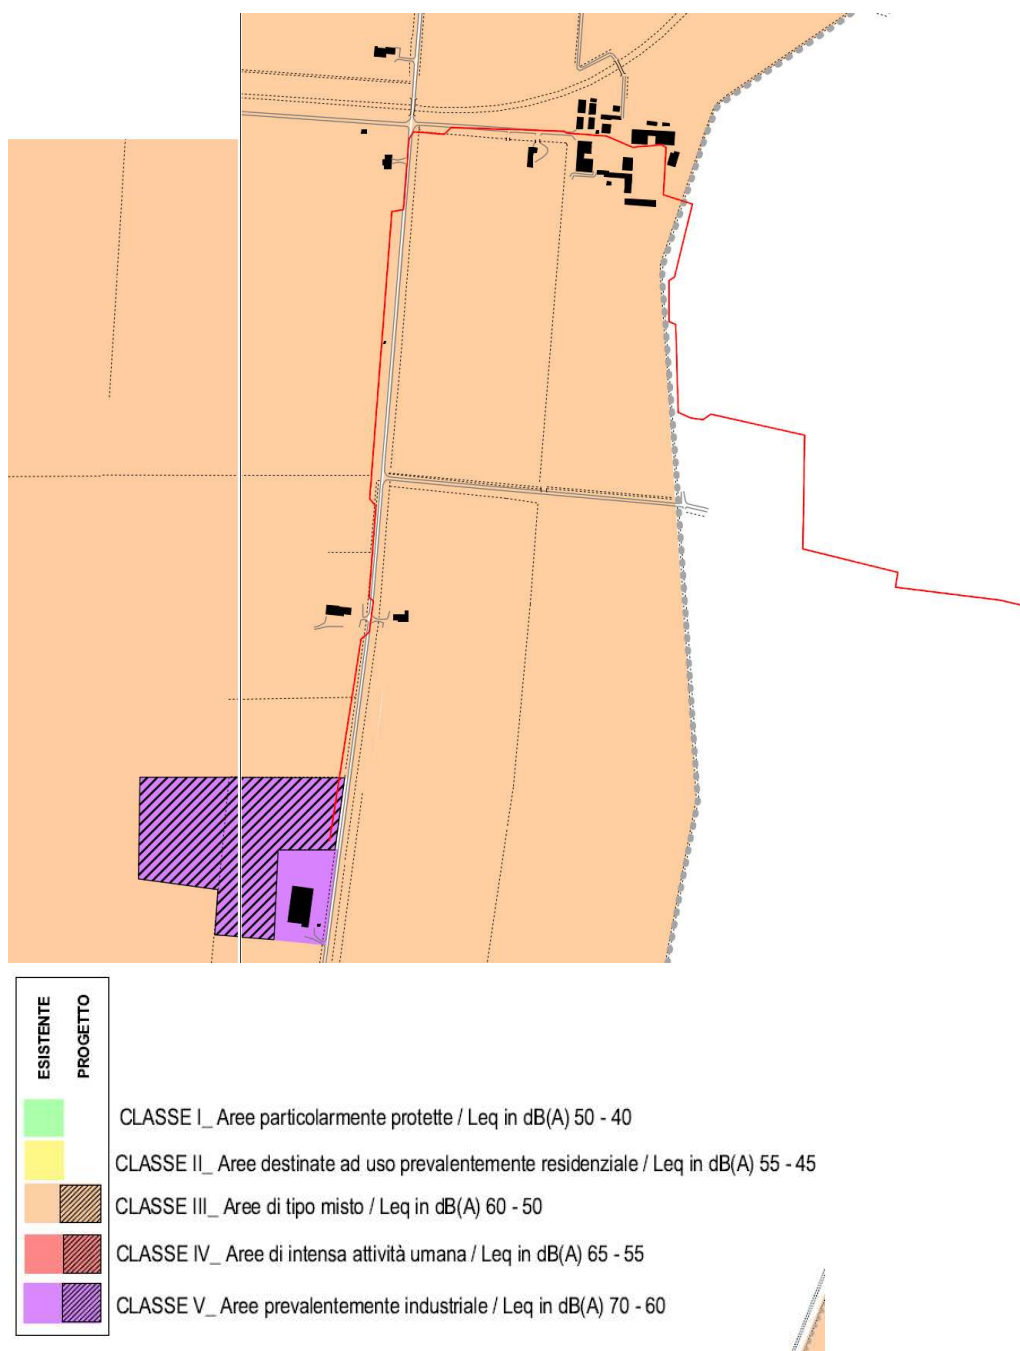 ESISTENTE
PROGETTO
CLASSE I_ Aree particolarmente protette / Leq in dB(A) 50 - 40
CLASSE II_ Aree destinate ad uso prevalentemente residenziale / Leq in dB(A) 55 - 45
CLASSE III_ Aree di tipo misto / Leq in dB(A) 60 - 50
CLASSE IV_ Aree di intensa attività umana / Leq in dB(A) 65 - 55
CLASSE V_ Aree prevalentemente industriale / Leq in dB(A) 70 - 60